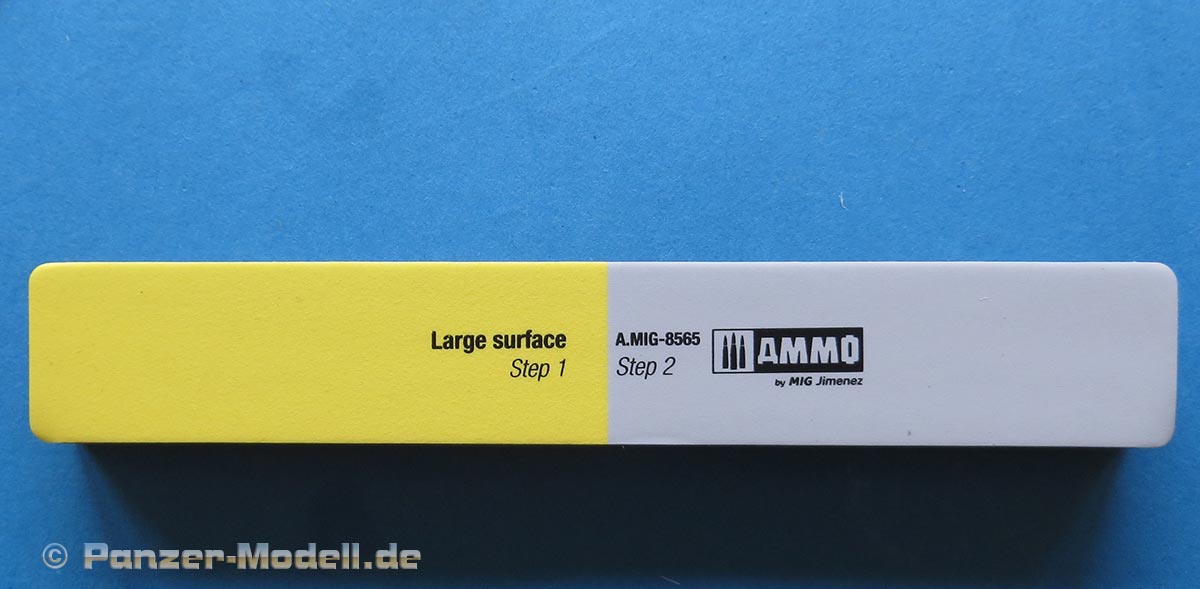 Large surface
Step 1
A.MIG-8565
Step 2
AMMO
by MIG Jimenez
© Panzer-Modell.de